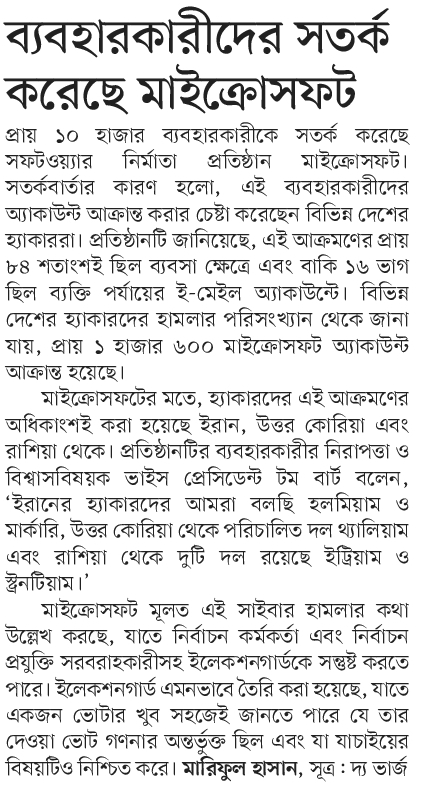 ব্যবহারকারীদের সতর্ক
করেছে মাইক্রোসফট
প্রায় ১০ হাজার ব্যবহারকারীকে সতর্ক করেছে
সফটওয়্যার নির্মাতা প্রতিষ্ঠান মাইক্রোসফট।
সতর্কবার্তার কারণ হলো, এই ব্যবহারকারীদের
অ্যাকাউন্ট আক্রান্ত করার চেষ্টা করেছেন বিভিন্ন দেশের
হ্যাকাররা। প্রতিষ্ঠানটি জানিয়েছে, এই আক্রমণের প্রায়
৮৪ শতাংশই ছিল ব্যবসা ক্ষেত্রে এবং বাকি ১৬ ভাগ
ছিল ব্যক্তি পর্যায়ের ই-মেইল অ্যাকাউন্টে। বিভিন্ন
দেশের হ্যাকারদের হামলার পরিসংখ্যান থেকে জানা
যায়, প্রায় ১ হাজার ৬০০ মাইক্রোসফট অ্যাকাউন্ট
আক্রান্ত হয়েছে।
মাইক্রোসফটের মতে, হ্যাকারদের এই আক্রমণের
অধিকাংশই করা হয়েছে ইরান, উত্তর কোরিয়া এবং
রাশিয়া থেকে। প্রতিষ্ঠানটির ব্যবহারকারীর নিরাপত্তা ও
বিশ্বাসবিষয়ক ভাইস প্রেসিডেন্ট টম বার্ট বলেন,
‘ইরানের হ্যাকারদের আমরা বলছি হলমিয়াম ও
মার্কারি, উত্তর কোরিয়া থেকে পরিচালিত দল থ্যালিয়াম
এবং রাশিয়া থেকে দুটি দল রয়েছে ইট্রিয়াম ও
স্ট্রনটিয়াম।’
মাইক্রোসফট মূলত এই সাইবার হামলার কথা
উল্লেখ করছে, যাতে নির্বাচন কর্মকর্তা এবং নির্বাচন
প্রযুক্তি সরবরাহকারীসহ ইলেকশনগার্ডকে সন্তুষ্ট করতে
পারে। ইলেকশনগার্ড এমনভাবে তৈরি করা হয়েছে, যাতে
একজন ভোটার খুব সহজেই জানতে পারে যে তার
দেওয়া ভোট গণনার অন্তর্ভুক্ত ছিল এবং যা যাচাইয়ের
বিষয়টিও নিশ্চিত করে। মারিফুল হাসান, সূত্র : দ্য ভার্জ